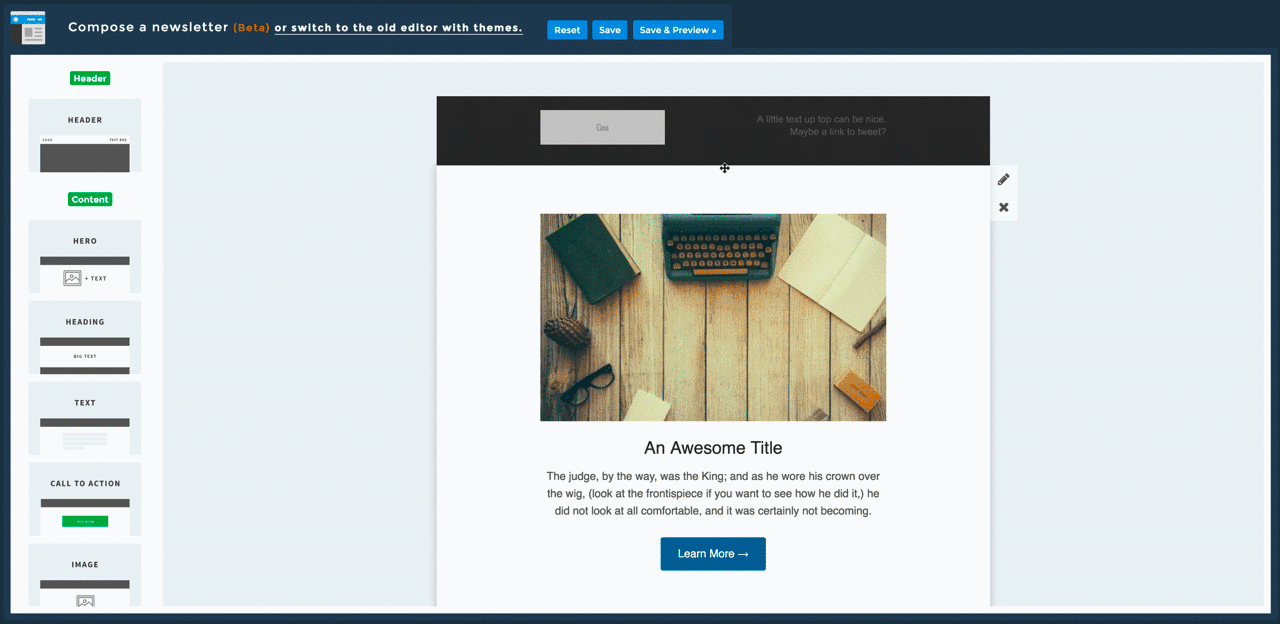 Compose a newsletter (Beta) or switch to the old editor with themes.
Reset
Save
Save & Preview »
Header
HEADER
LOGO
TEXT BOX
Content
HERO
+ TEXT
HEADING
BIG TEXT
TEXT
CALL TO ACTION
IMAGE
Ciao
A little text up top can be nice.
Maybe a link to tweet?
An Awesome Title
The judge, by the way, was the King; and as he wore his crown over
the wig, (look at the frontispiece if you want to see how he did it,) he
did not look at all comfortable, and it was certainly not becoming.
Learn More →